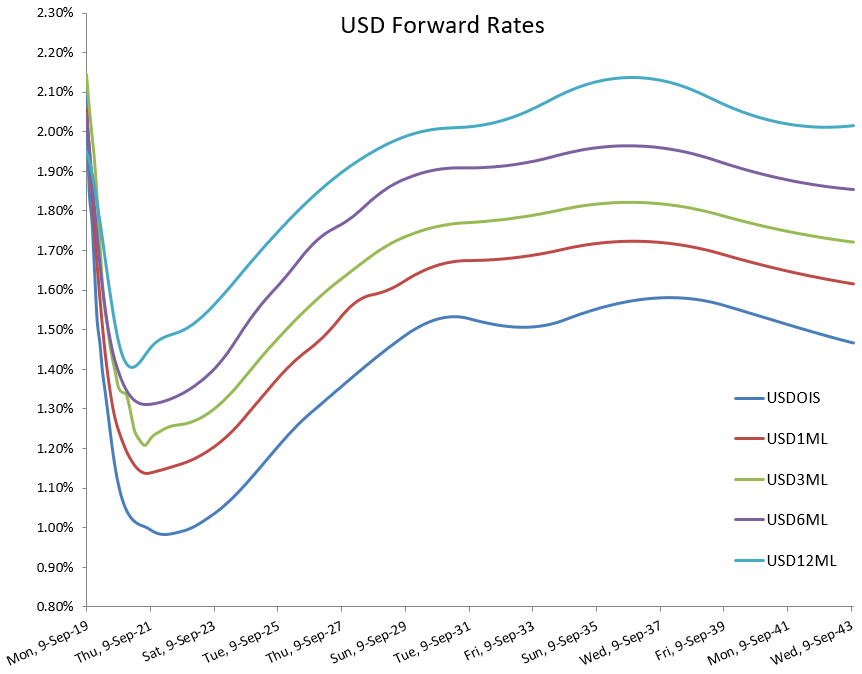 USD Forward Rates
2.30%
2.20%
2.10%
2.00%
1.90%
1.80%
1.70%
1.60%
1.50%
1.40%
1.30%
1.20%
1.10%
1.00%
0.90%
0.80%
USDOIS
USD1ML
USD3ML
USD6ML
USD12ML
Mon, 9-Sep-19
Thu, 9-Sep-21
Sat, 9-Sep-23
Tue, 9-Sep-25
Thu, 9-Sep-27
Sun, 9-Sep-29
Tue, 9-Sep-31
Fri, 9-Sep-33
Sun, 9-Sep-35
Wed, 9-Sep-37
Fri, 9-Sep-39
Mon, 9-Sep-41
Wed, 9-Sep-43